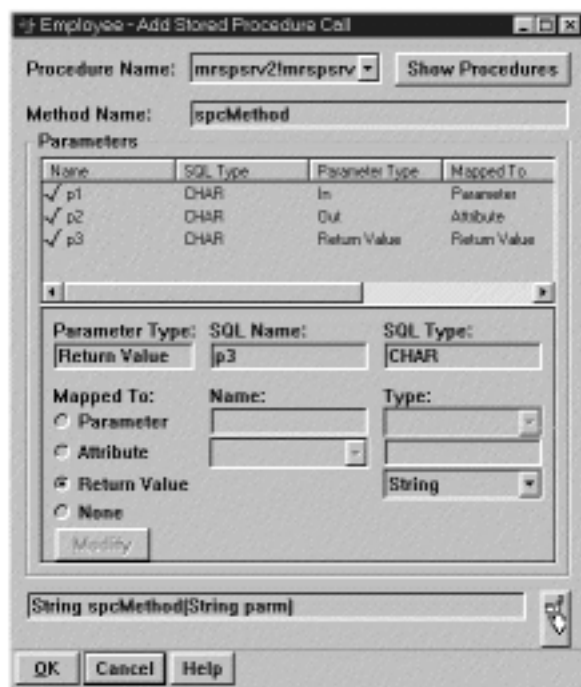 Employee - Add Stored Procedure Call
Procedure Name: mrspsrv2!mrspsrv Show Procedures
Method Name: spcMethod
Parameters
Name SQL Type Parameter Type Mapped To
p1 CHAR In Parameter
p2 CHAR Out Attribute
p3 CHAR Return Value Return Value
Parameter Type: SQL Name: SQL Type:
Return Value p3 CHAR
Mapped To: Name: Type:
Parameter
Attribute
Return Value String
None
Modify
String spcMethod(String parm)
OK Cancel Help